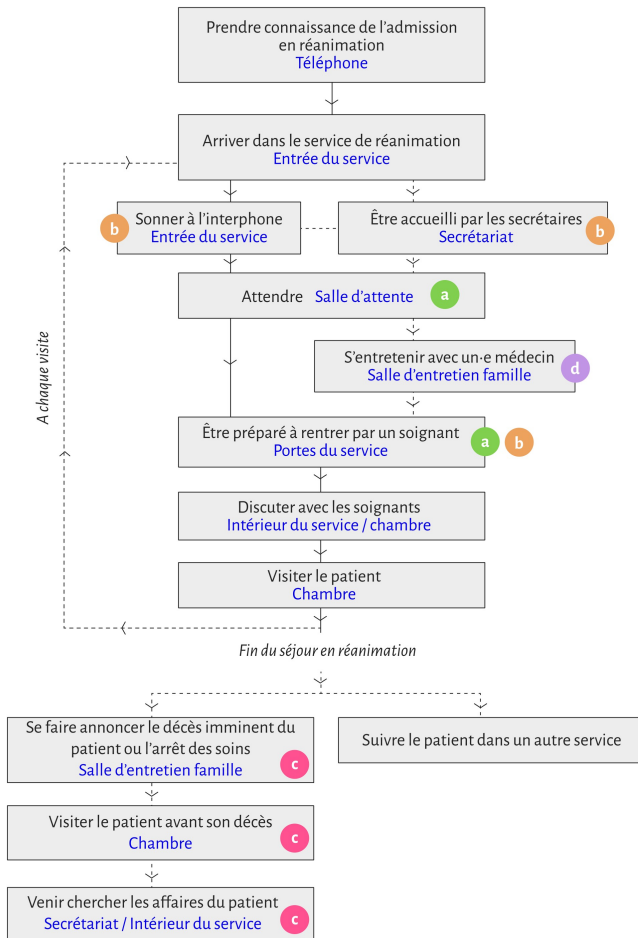 Prendre connaissance de l'admission
en réanimation
Téléphone
Arriver dans le service de réanimation
Entrée du service
b
Sonner à l'interphone
Entrée du service
Être accueilli par les secrétaires
Secrétariat
b
Attendre Salle d'attente
a
S'entretenir avec un·e médecin
Salle d'entretien famille
d
A chaque visite
Être préparé à rentrer par un soignant
Portes du service
a
b
Discuter avec les soignants
Intérieur du service / chambre
Visiter le patient
Chambre
Fin du séjour en réanimation
Se faire annoncer le décès imminent du
patient ou l'arrêt des soins
Salle d'entretien famille
c
Suivre le patient dans un autre service
Visiter le patient avant son décès
Chambre
c
Venir chercher les affaires du patient
Secrétariat / Intérieur du service
c